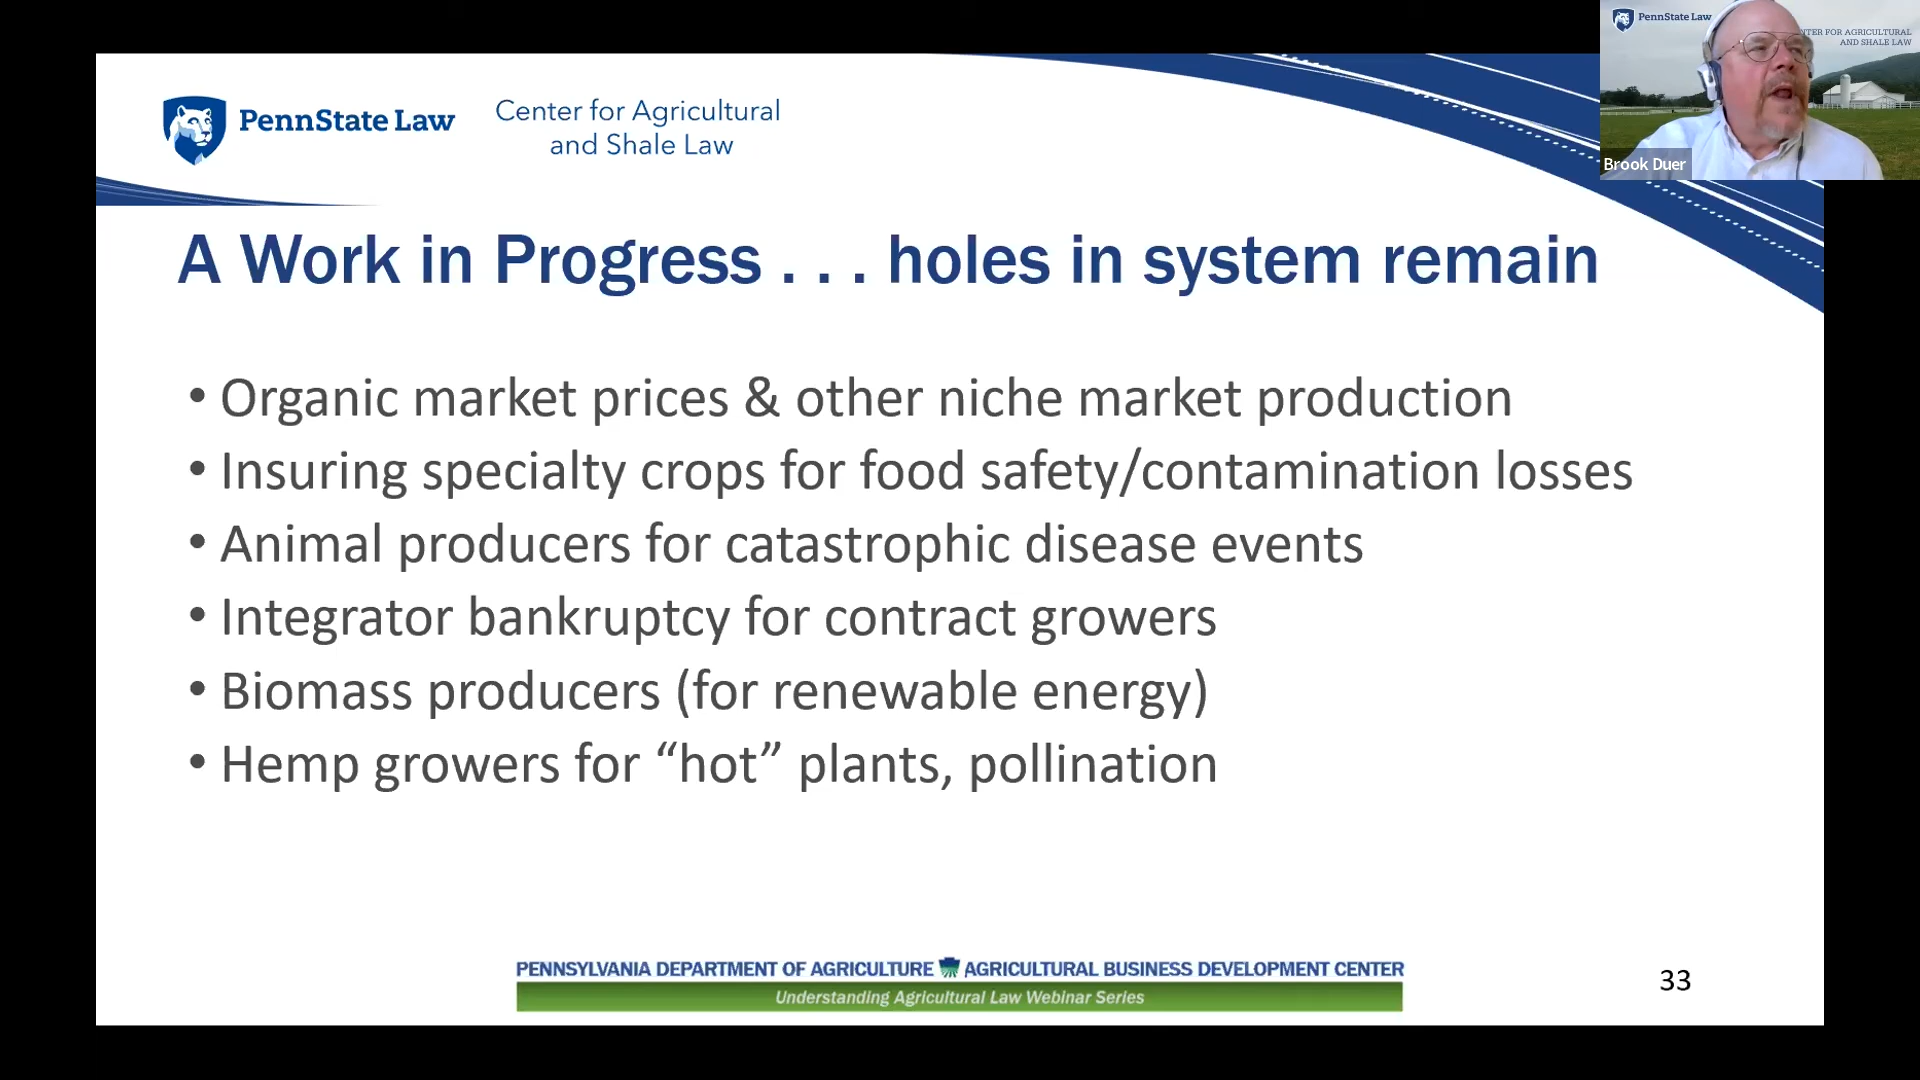 PennState Law
Center for Agricultural
and Shale Law
PennState Law
TER FOR AGRICULTURAL
AND SHALE LAW
Brook Duer
A Work in Progress . . . holes in system remain
• Organic market prices & other niche market production
• Insuring specialty crops for food safety/contamination losses
• Animal producers for catastrophic disease events
• Integrator bankruptcy for contract growers
• Biomass producers (for renewable energy)
• Hemp growers for “hot” plants, pollination
PENNSYLVANIA DEPARTMENT OF AGRICULTURE AGRICULTURAL BUSINESS DEVELOPMENT CENTER
Understanding Agricultural Law Webinar Series
33